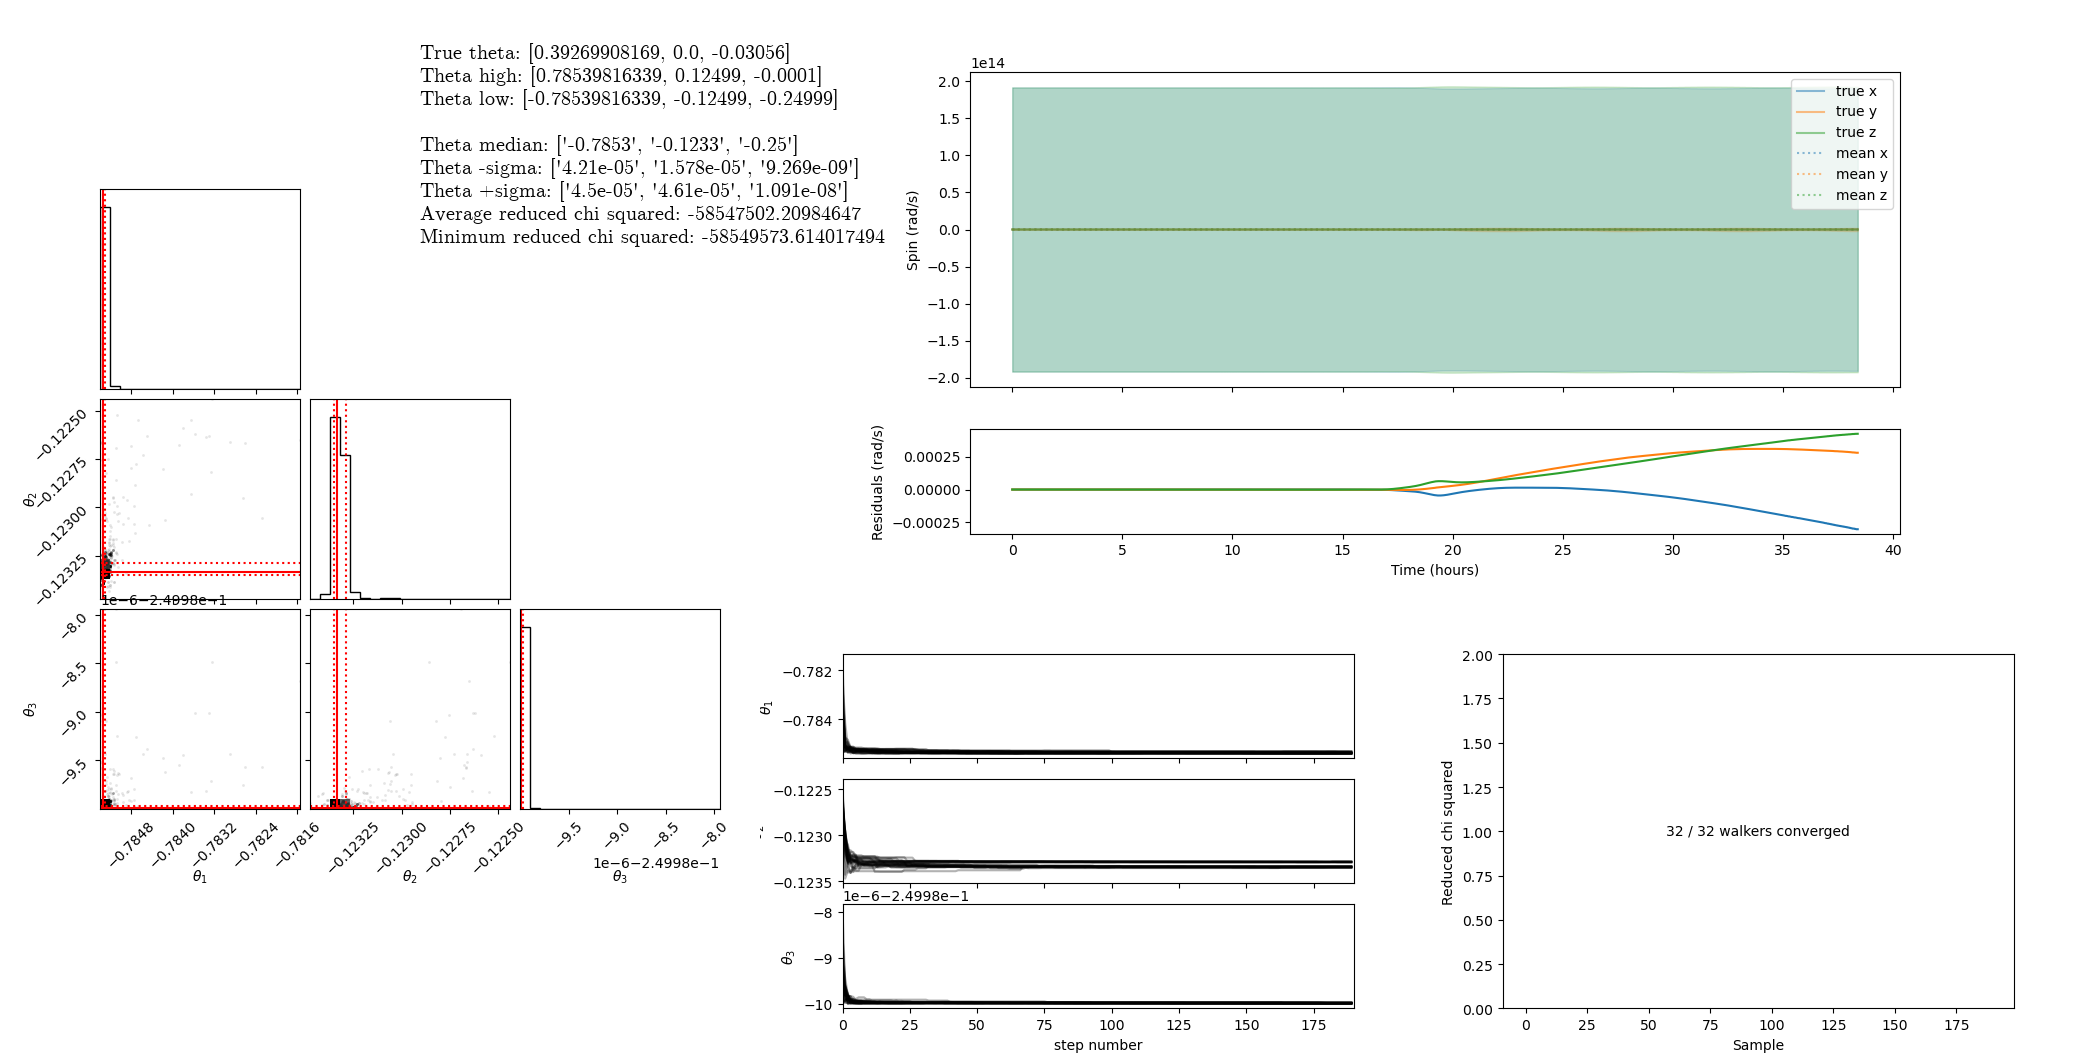 True theta: [0.39269908169, 0.0, -0.03056]
Theta high: [0.78539816339, 0.12499, -0.0001]
Theta low: [-0.78539816339, -0.12499, -0.24999]
Theta median: ['-0.7853', '-0.1233', '-0.25']
Theta -sigma: ['4.21e-05', '1.578e-05', '9.269e-09']
Theta +sigma: ['4.5e-05', '4.61e-05', '1.091e-08']
Average reduced chi squared: -58547502.20984647
Minimum reduced chi squared: -58549573.614017494
1e14
2.0
1.5
1.0
0.5
0.0
−0.5
−1.0
−1.5
−2.0
Spin (rad/s)
true x
true y
true z
mean x
mean y
mean z
0.00025
0.00000
−0.00025
Residuals (rad/s)
0 5 10 15 20 25 30 35 40
Time (hours)
−0.12250
−0.12275
−0.12300
−0.12325
−0.12350
θ2
1e−6−2.4998e−1
−8.0
−8.5
−9.0
−9.5
θ3
−0.7848 −0.7840 −0.7832 −0.7824 −0.7816
θ1
−0.12325 −0.12300 −0.12275 −0.12250
θ2
−9.5 −9.0 −8.5 −8.0
1e−6−2.4998e−1
θ3
−0.782
−0.784
θ1
−0.1225
−0.1230
−0.1235
1e−6−2.4998e−1
−8
−9
−10
θ3
0 25 50 75 100 125 150 175
step number
2.00
1.75
1.50
1.25
1.00
0.75
0.50
0.25
0.00
Reduced chi squared
32 / 32 walkers converged
0 25 50 75 100 125 150 175
Sample